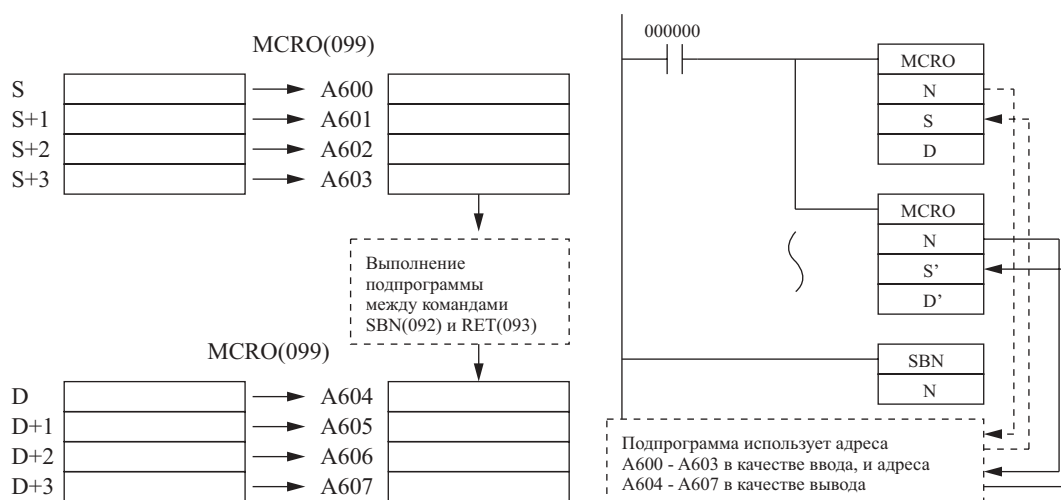 MCRO(099)
S A600
S+1 A601
S+2 A602
S+3 A603
Выполнение
подпрограммы
между командами
SBN(092) и RET(093)
MCRO(099)
D A604
D+1 A605
D+2 A606
D+3 A607
000000
MCRO
N
S
D
MCRO
N
S’
D’
SBN
N
Подпрограмма использует адреса
A600 - A603 в качестве ввода, и адреса
A604 - A607 в качестве вывода